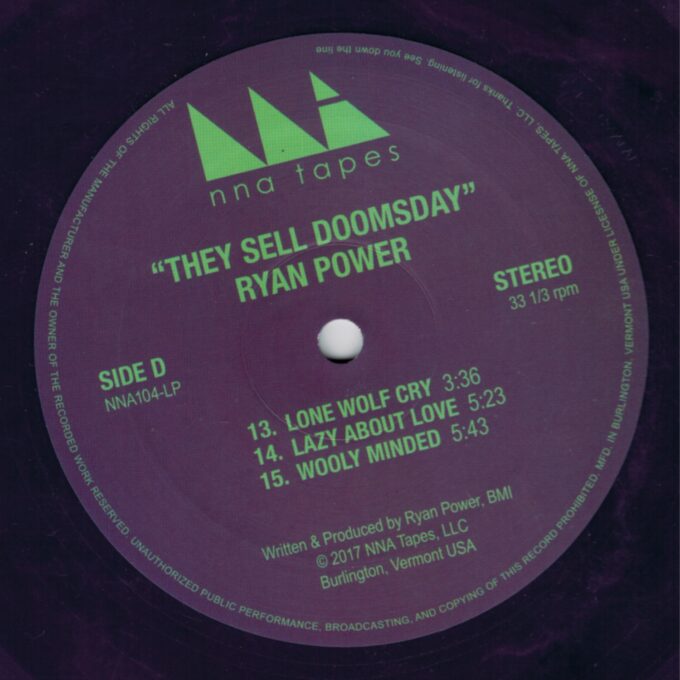 nna tapes
“THEY SELL DOOMSDAY”
RYAN POWER
STEREO
33 1/3 rpm
SIDE D
NNA104-LP
13. LONE WOLF CRY 3:36
14. LAZY ABOUT LOVE 5:23
15. WOOLY MINDED 5:43
Written & Produced by Ryan Power, BMI
© 2017 NNA Tapes, LLC
Burlington, Vermont USA
ALL RIGHTS OF THE MANUFACTURER AND THE OWNER OF THE RECORDED WORK RESERVED. UNAUTHORIZED PUBLIC PERFORMANCE, BROADCASTING, AND COPYING OF THIS RECORD PROHIBITED. MFD. IN BURLINGTON, VERMONT USA UNDER LICENSE OF NNA TAPES, LLC. Thanks for listening. See you down the line